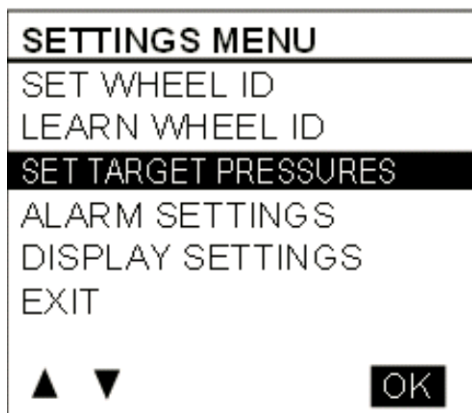 SETTINGS MENU
SET WHEEL ID
LEARN WHEEL ID
SET TARGET PRESSURES
ALARM SETTINGS
DISPLAY SETTINGS
EXIT
▲ ▼ OK